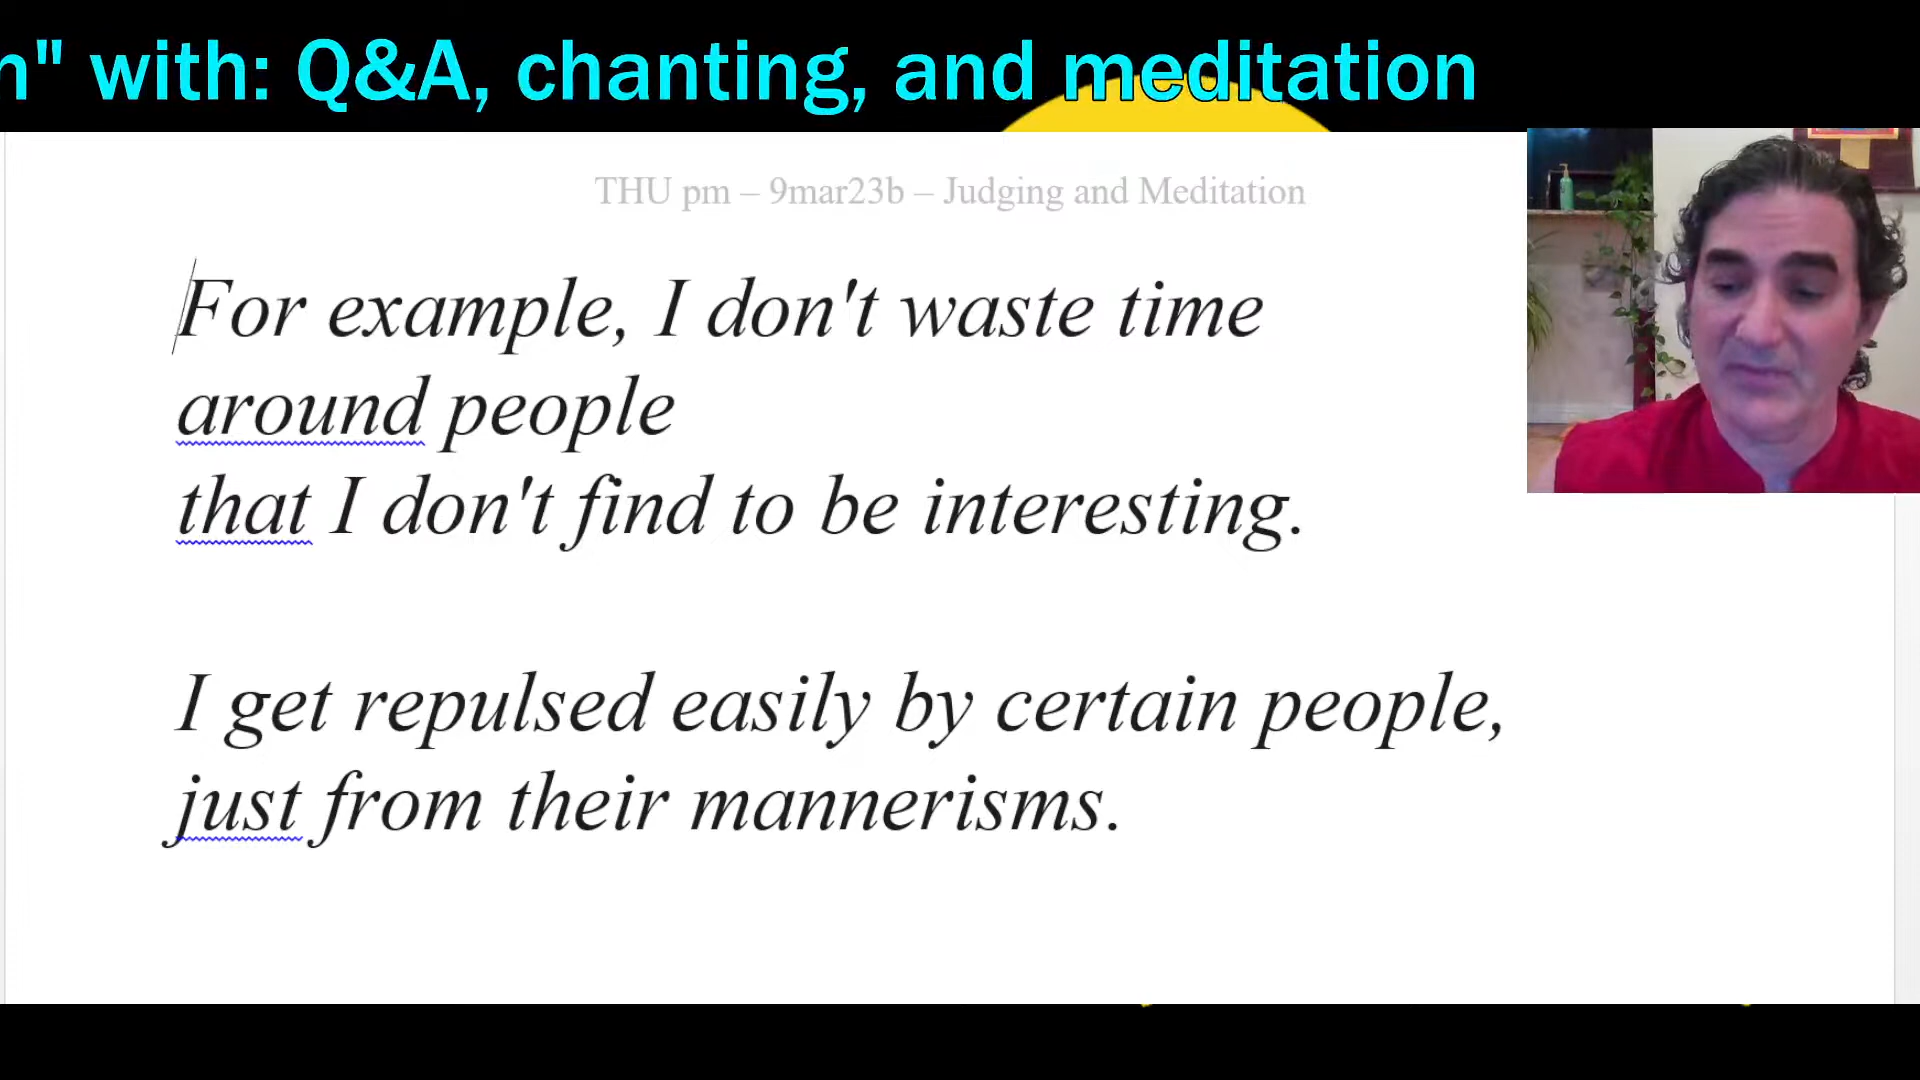 n" with: Q&A, chanting, and meditation
THU pm – 9mar23b – Judging and Meditation
For example, I don't waste time
around people
that I don't find to be interesting.
I get repulsed easily by certain people,
just from their mannerisms.